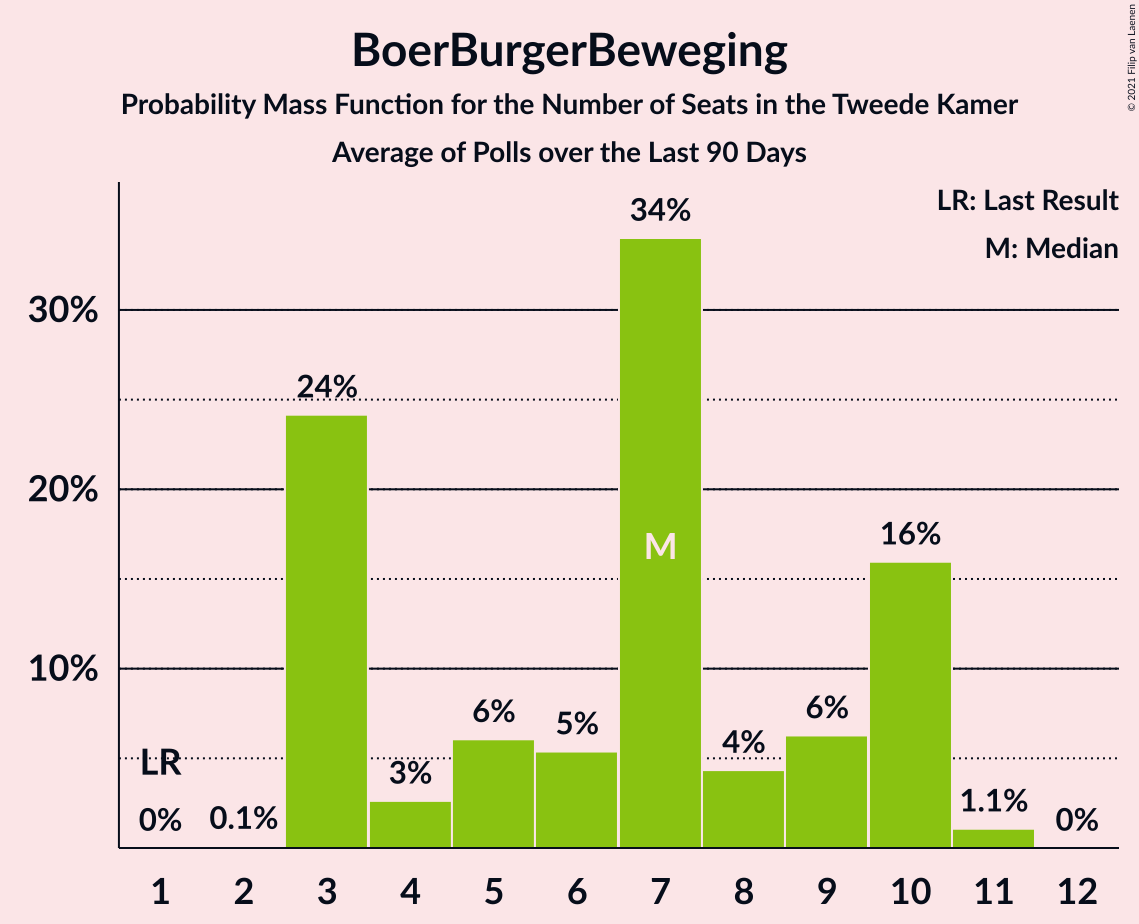 BoerBurgerBeweging
Probability Mass Function for the Number of Seats in the Tweede Kamer
Average of Polls over the Last 90 Days
© 2021 Filip van Laenen
LR: Last Result
M: Median
34%
30%
24%
20%
16%
M
10%
6%
5%
6%
4%
LR
3%
1.1%
0%
0.1%
0%
1 2 3 4 5 6 7 8 9 10 11 12